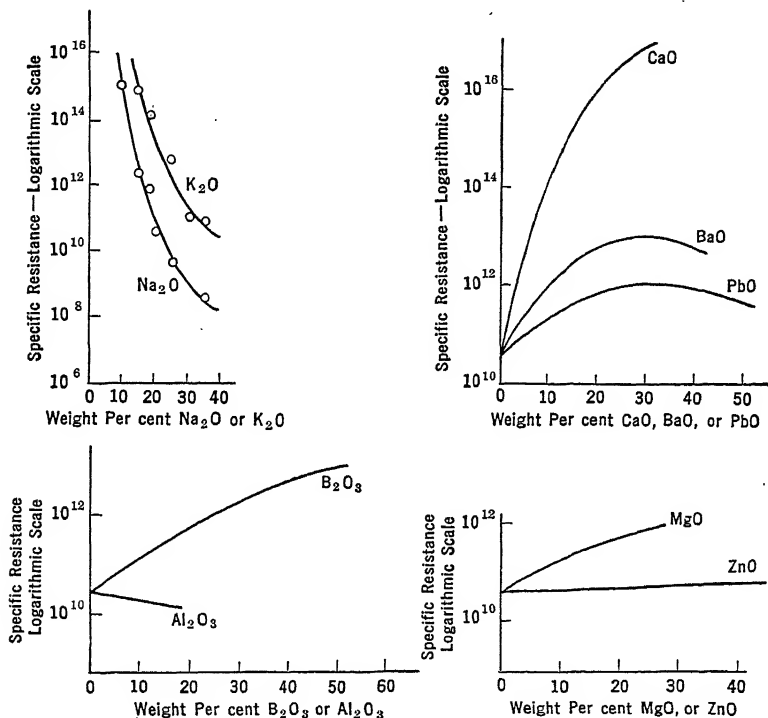 Specific Resistance—Logarithmic Scale
10^16
10^14
10^12
10^10
10^8
10^6
K₂O
Na₂O
0 10 20 30 40
Weight Per cent Na₂O or K₂O
Specific Resistance—Logarithmic Scale
10^16
10^14
10^12
10^10
CaO
BaO
PbO
0 10 20 30 40 50
Weight Per cent CaO, BaO, or PbO
Specific Resistance
Logarithmic Scale
10^12
10^10
B₂O₃
Al₂O₃
0 10 20 30 40 50 60
Weight Per cent B₂O₃ or Al₂O₃
Specific Resistance
Logarithmic Scale
10^12
10^10
MgO
ZnO
0 10 20 30 40
Weight Per cent MgO, or ZnO